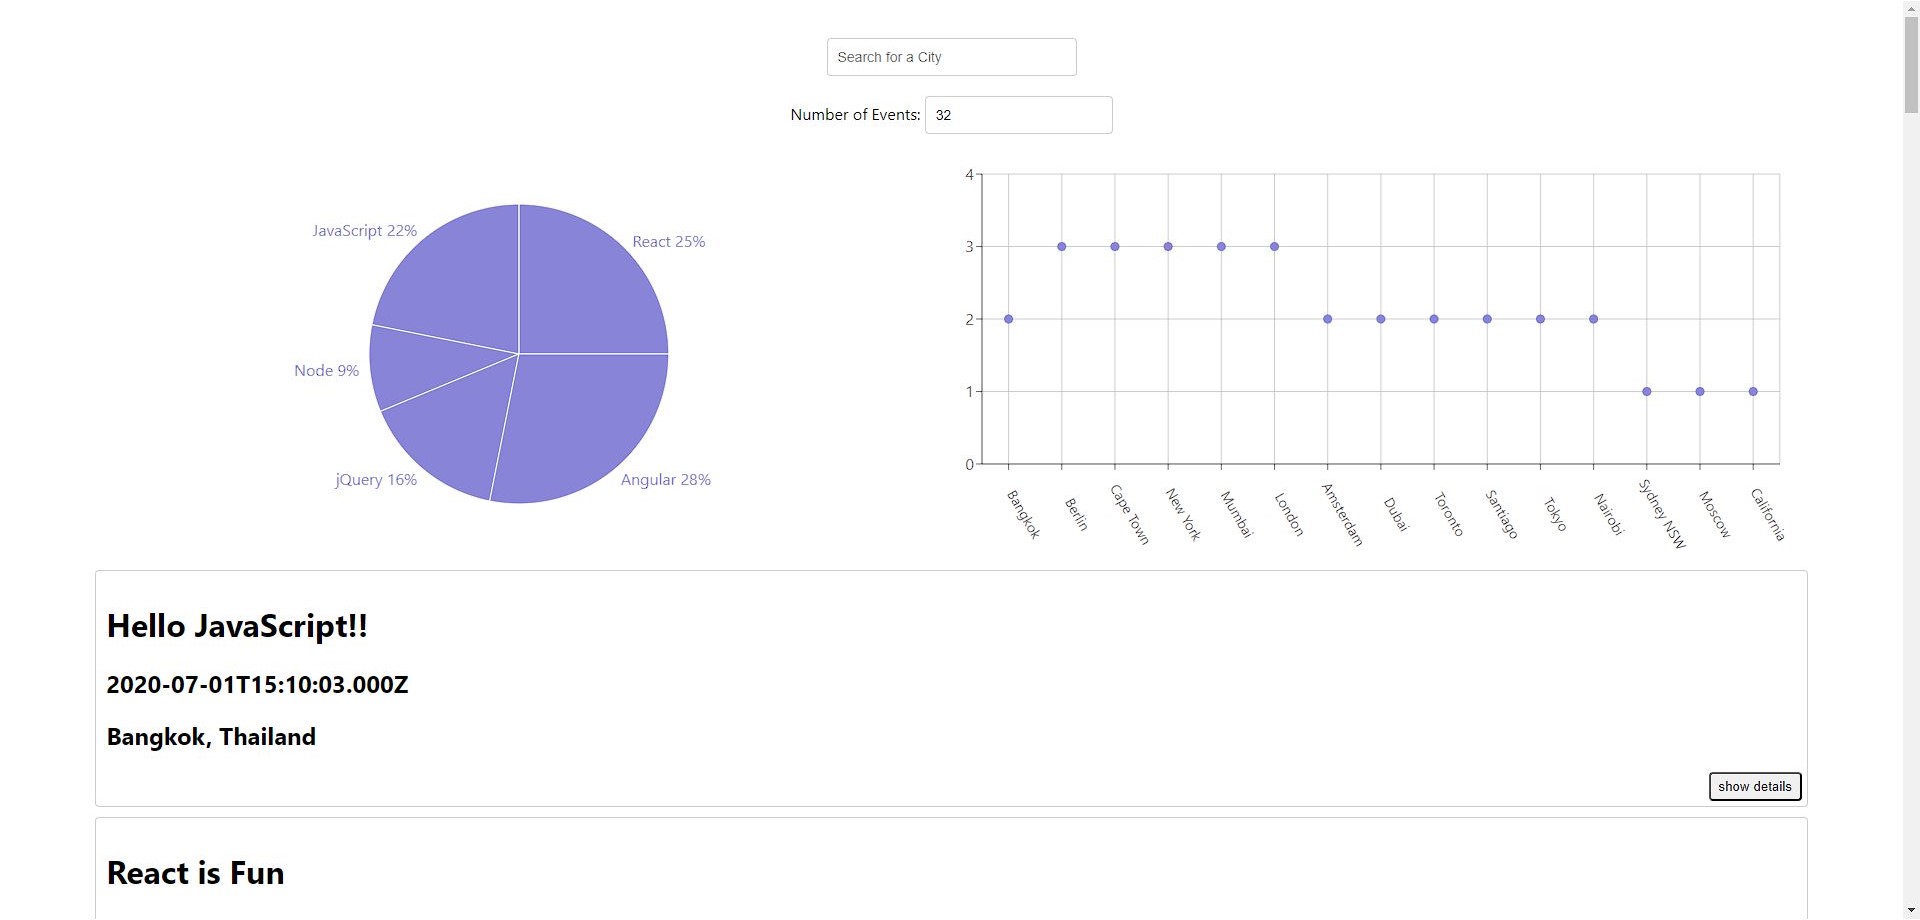 Search for a City
Number of Events: 32
JavaScript 22%
React 25%
Node 9%
jQuery 16%
Angular 28%
4
3
2
1
0
Bangkok
Berlin
Cape Town
New York
Mumbai
London
Amsterdam
Dubai
Toronto
Santiago
Tokyo
Nairobi
Sydney NSW
Moscow
California
Hello JavaScript!!
2020-07-01T15:10:03.000Z
Bangkok, Thailand
show details
React is Fun